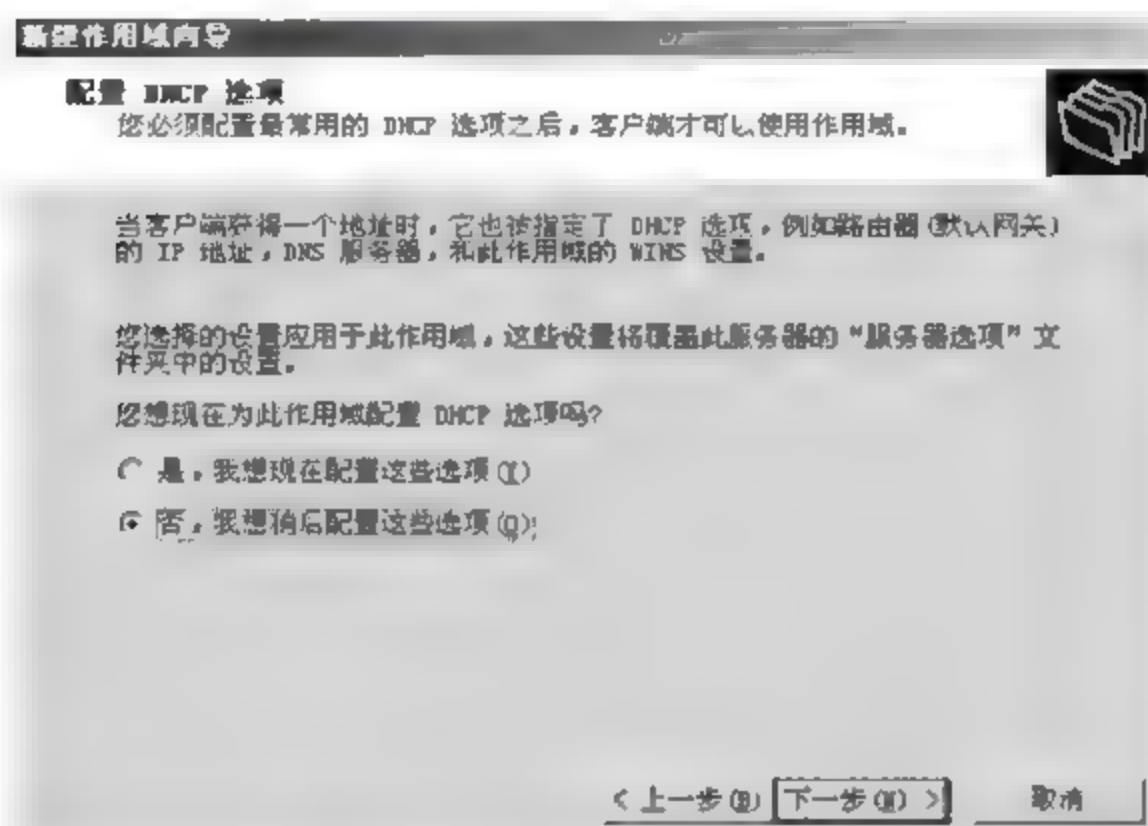 新建作用域向导
配置 DHCP 选项
您必须配置最常用的 DHCP 选项之后，客户端才可以使用作用域。
当客户端获得一个地址时，它也被指定了 DHCP 选项，例如路由器(默认网关)
的 IP 地址，DNS 服务器，和此作用域的 WINS 设置。
您选择的设置应用于此作用域，这些设置将覆盖此服务器的“服务器选项”文
件夹中的设置。
您想现在为此作用域配置 DHCP 选项吗?
是，我想现在配置这些选项(Y)
否，我想稍后配置这些选项(O)
< 上一步(B) 下一步(N) > 取消